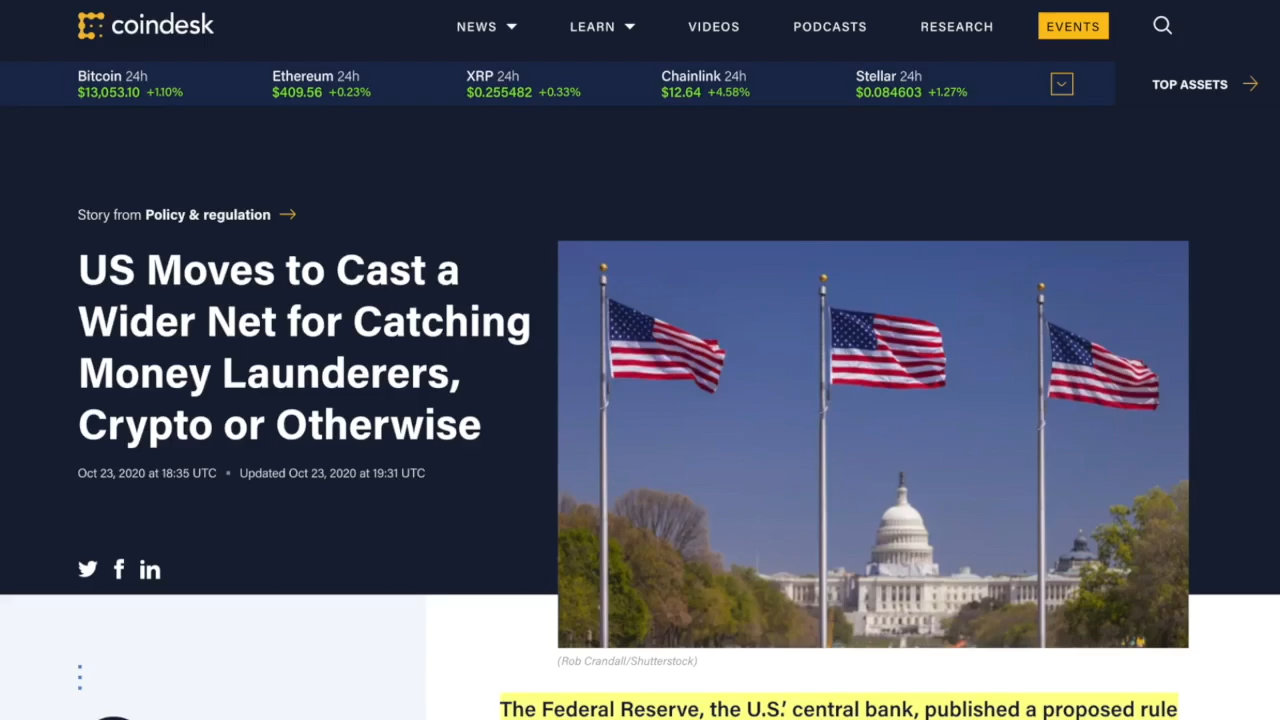 coindesk
NEWS LEARN VIDEOS PODCASTS RESEARCH EVENTS
Bitcoin 24h Ethereum 24h XRP 24h Chainlink 24h Stellar 24h
$13,053.10 +1.10% $409.56 +0.23% $0.255482 +0.33% $12.64 +4.58% $0.084603 +1.27%
TOP ASSETS
Story from Policy & regulation
US Moves to Cast a
Wider Net for Catching
Money Launderers,
Crypto or Otherwise
Oct 23, 2020 at 18:35 UTC • Updated Oct 23, 2020 at 19:31 UTC
(Rob Crandall/Shutterstock)
The Federal Reserve, the U.S.' central bank, published a proposed rule